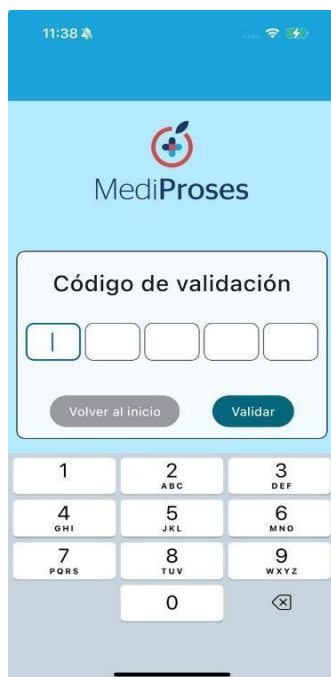 11:38
MediProses
Código de validación
Volver al inicio
Validar
1
2
ABC
3
DEF
4
GHI
5
JKL
6
MNO
7
PQRS
8
TUV
9
WXYZ
0